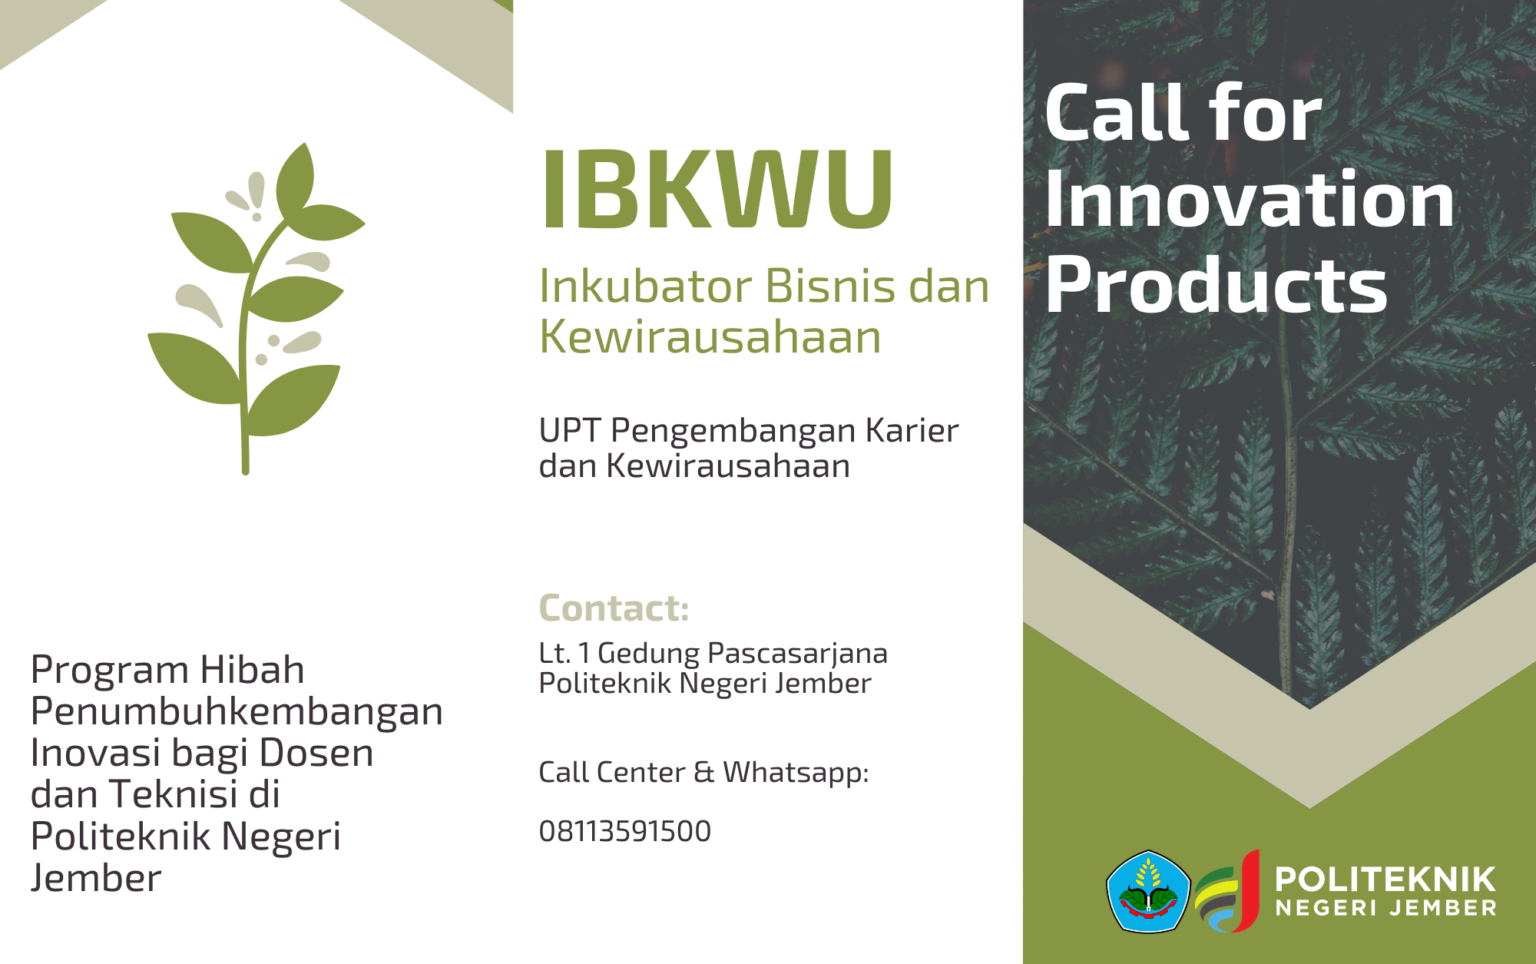 Program Hibah
Penumbuhkembangan
Inovasi bagi Dosen
dan Teknisi di
Politeknik Negeri
Jember
IBKWU
Inkubator Bisnis dan
Kewirausahaan
UPT Pengembangan Karier
dan Kewirausahaan
Contact:
Lt. 1 Gedung Pascasarjana
Politeknik Negeri Jember
Call Center & Whatsapp:
08113591500
Call for
Innovation
Products
POLITEKNIK
NEGERI JEMBER